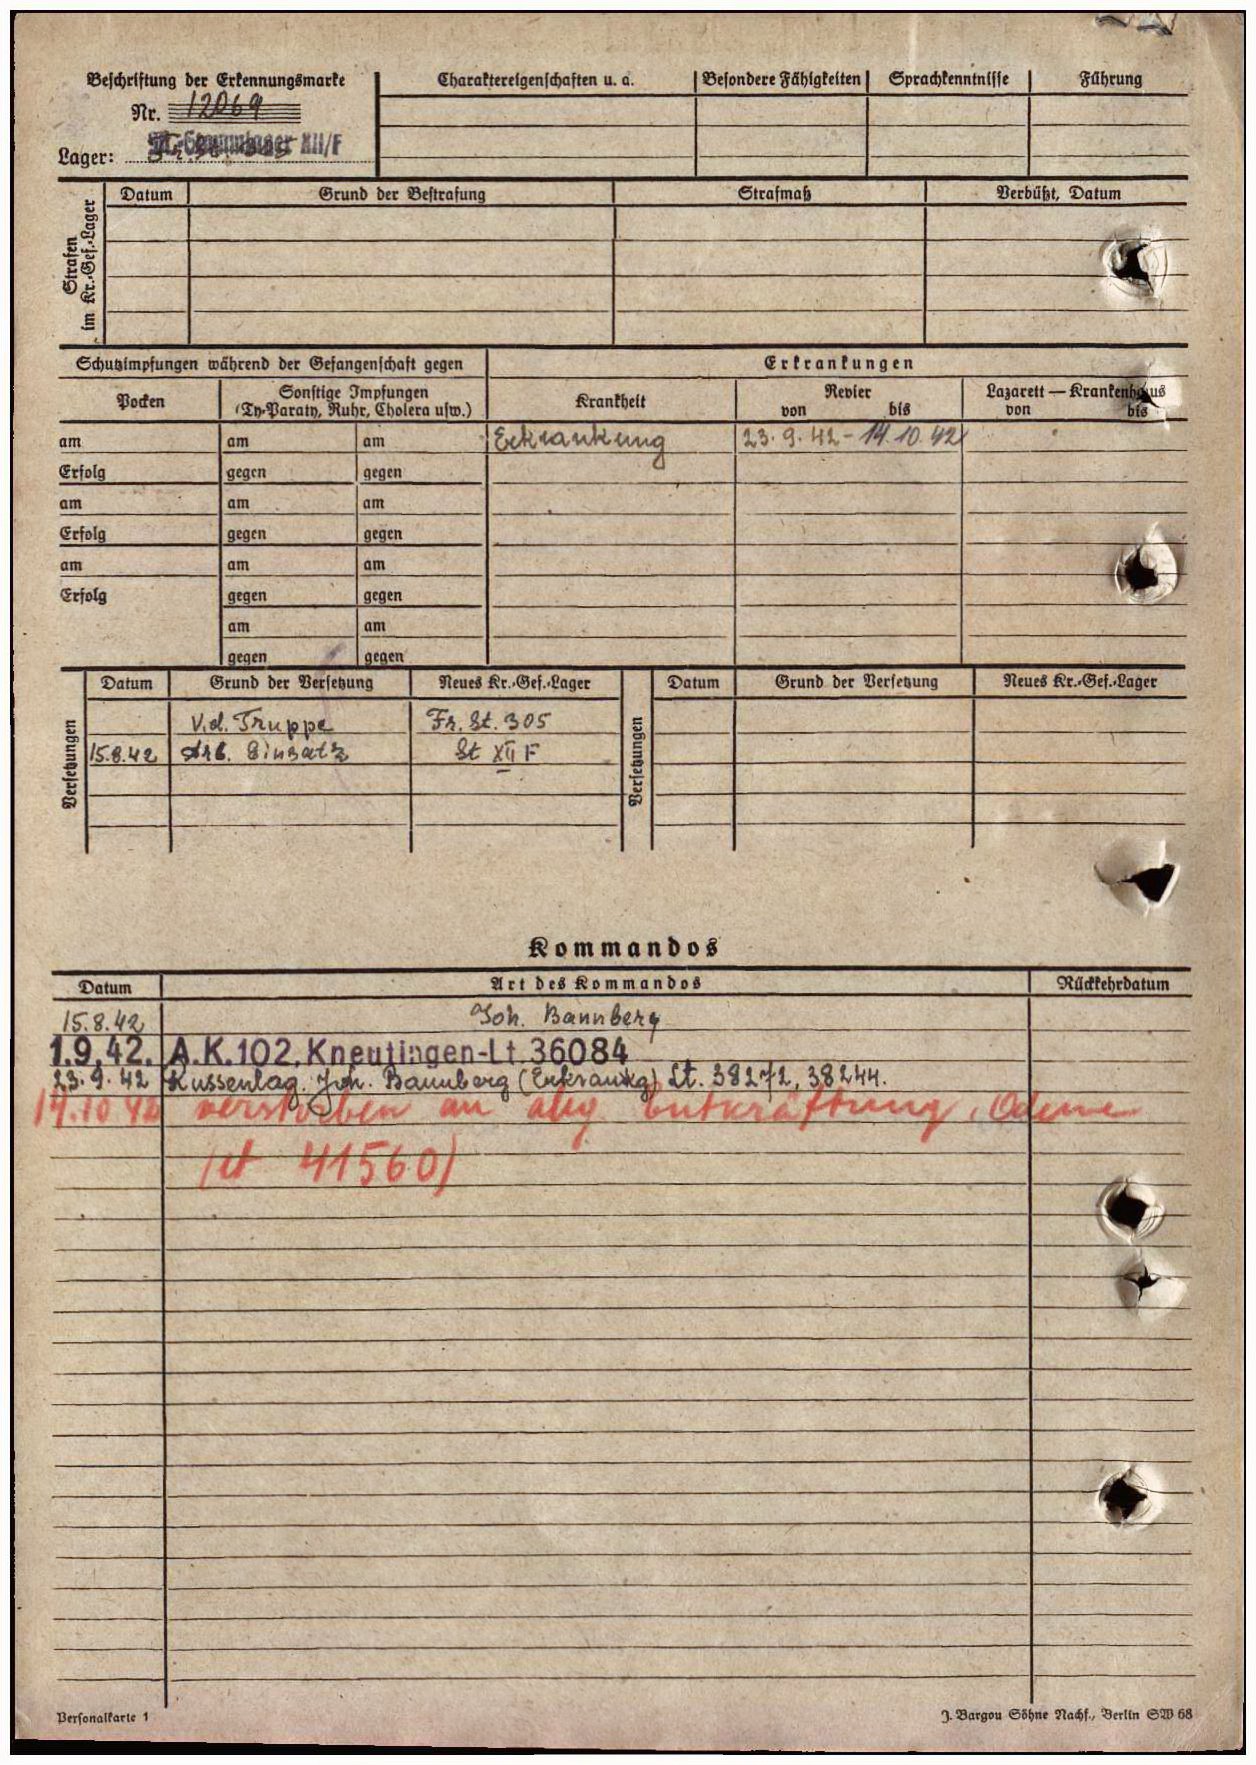 Beschriftung der Erkennungsmarke
Nr. 12069
Lager: Stammlager XII/F
Charaktereigenschaften u. a.
Besondere Fähigkeiten
Sprachkenntnisse
Führung
Strafen im Kr.-Gef.-Lager
Datum
Grund der Bestrafung
Strafmaß
Verbüßt, Datum
Schutzimpfungen während der Gefangenschaft gegen
Erkrankungen
Pocken
Sonstige Impfungen
(Ty-Paraty, Ruhr, Cholera usw.)
Krankheit
Revier
von bis
Lazarett — Krankenhaus
von bis
am am am Erkrankung 23.9.42 - 14.10.42
Erfolg gegen gegen
am am am
Erfolg gegen gegen
am am am
Erfolg gegen gegen
am am
gegen gegen
Versetzungen
Datum Grund der Versetzung Neues Kr.-Gef.-Lager
V.d. Truppe Fr. St. 305
15.8.42 Arb. Einsatz St XII F
Versetzungen
Datum Grund der Versetzung Neues Kr.-Gef.-Lager
Kommandos
Datum Art des Kommandos Rückkehrdatum
15.8.42 Joh. Bannberg
1.9.42. A.K.102, Kneutingen-Lt. 36084
23.9.42 Russenlag. Joh. Bannberg (Erkrankg) Lt. 38272, 38244.
14.10 42 verstorben an allg. Entkräftung, Ödeme
(lt 41560)
Personalkarte 1
J. Bargou Söhne Nachf., Berlin SW 68